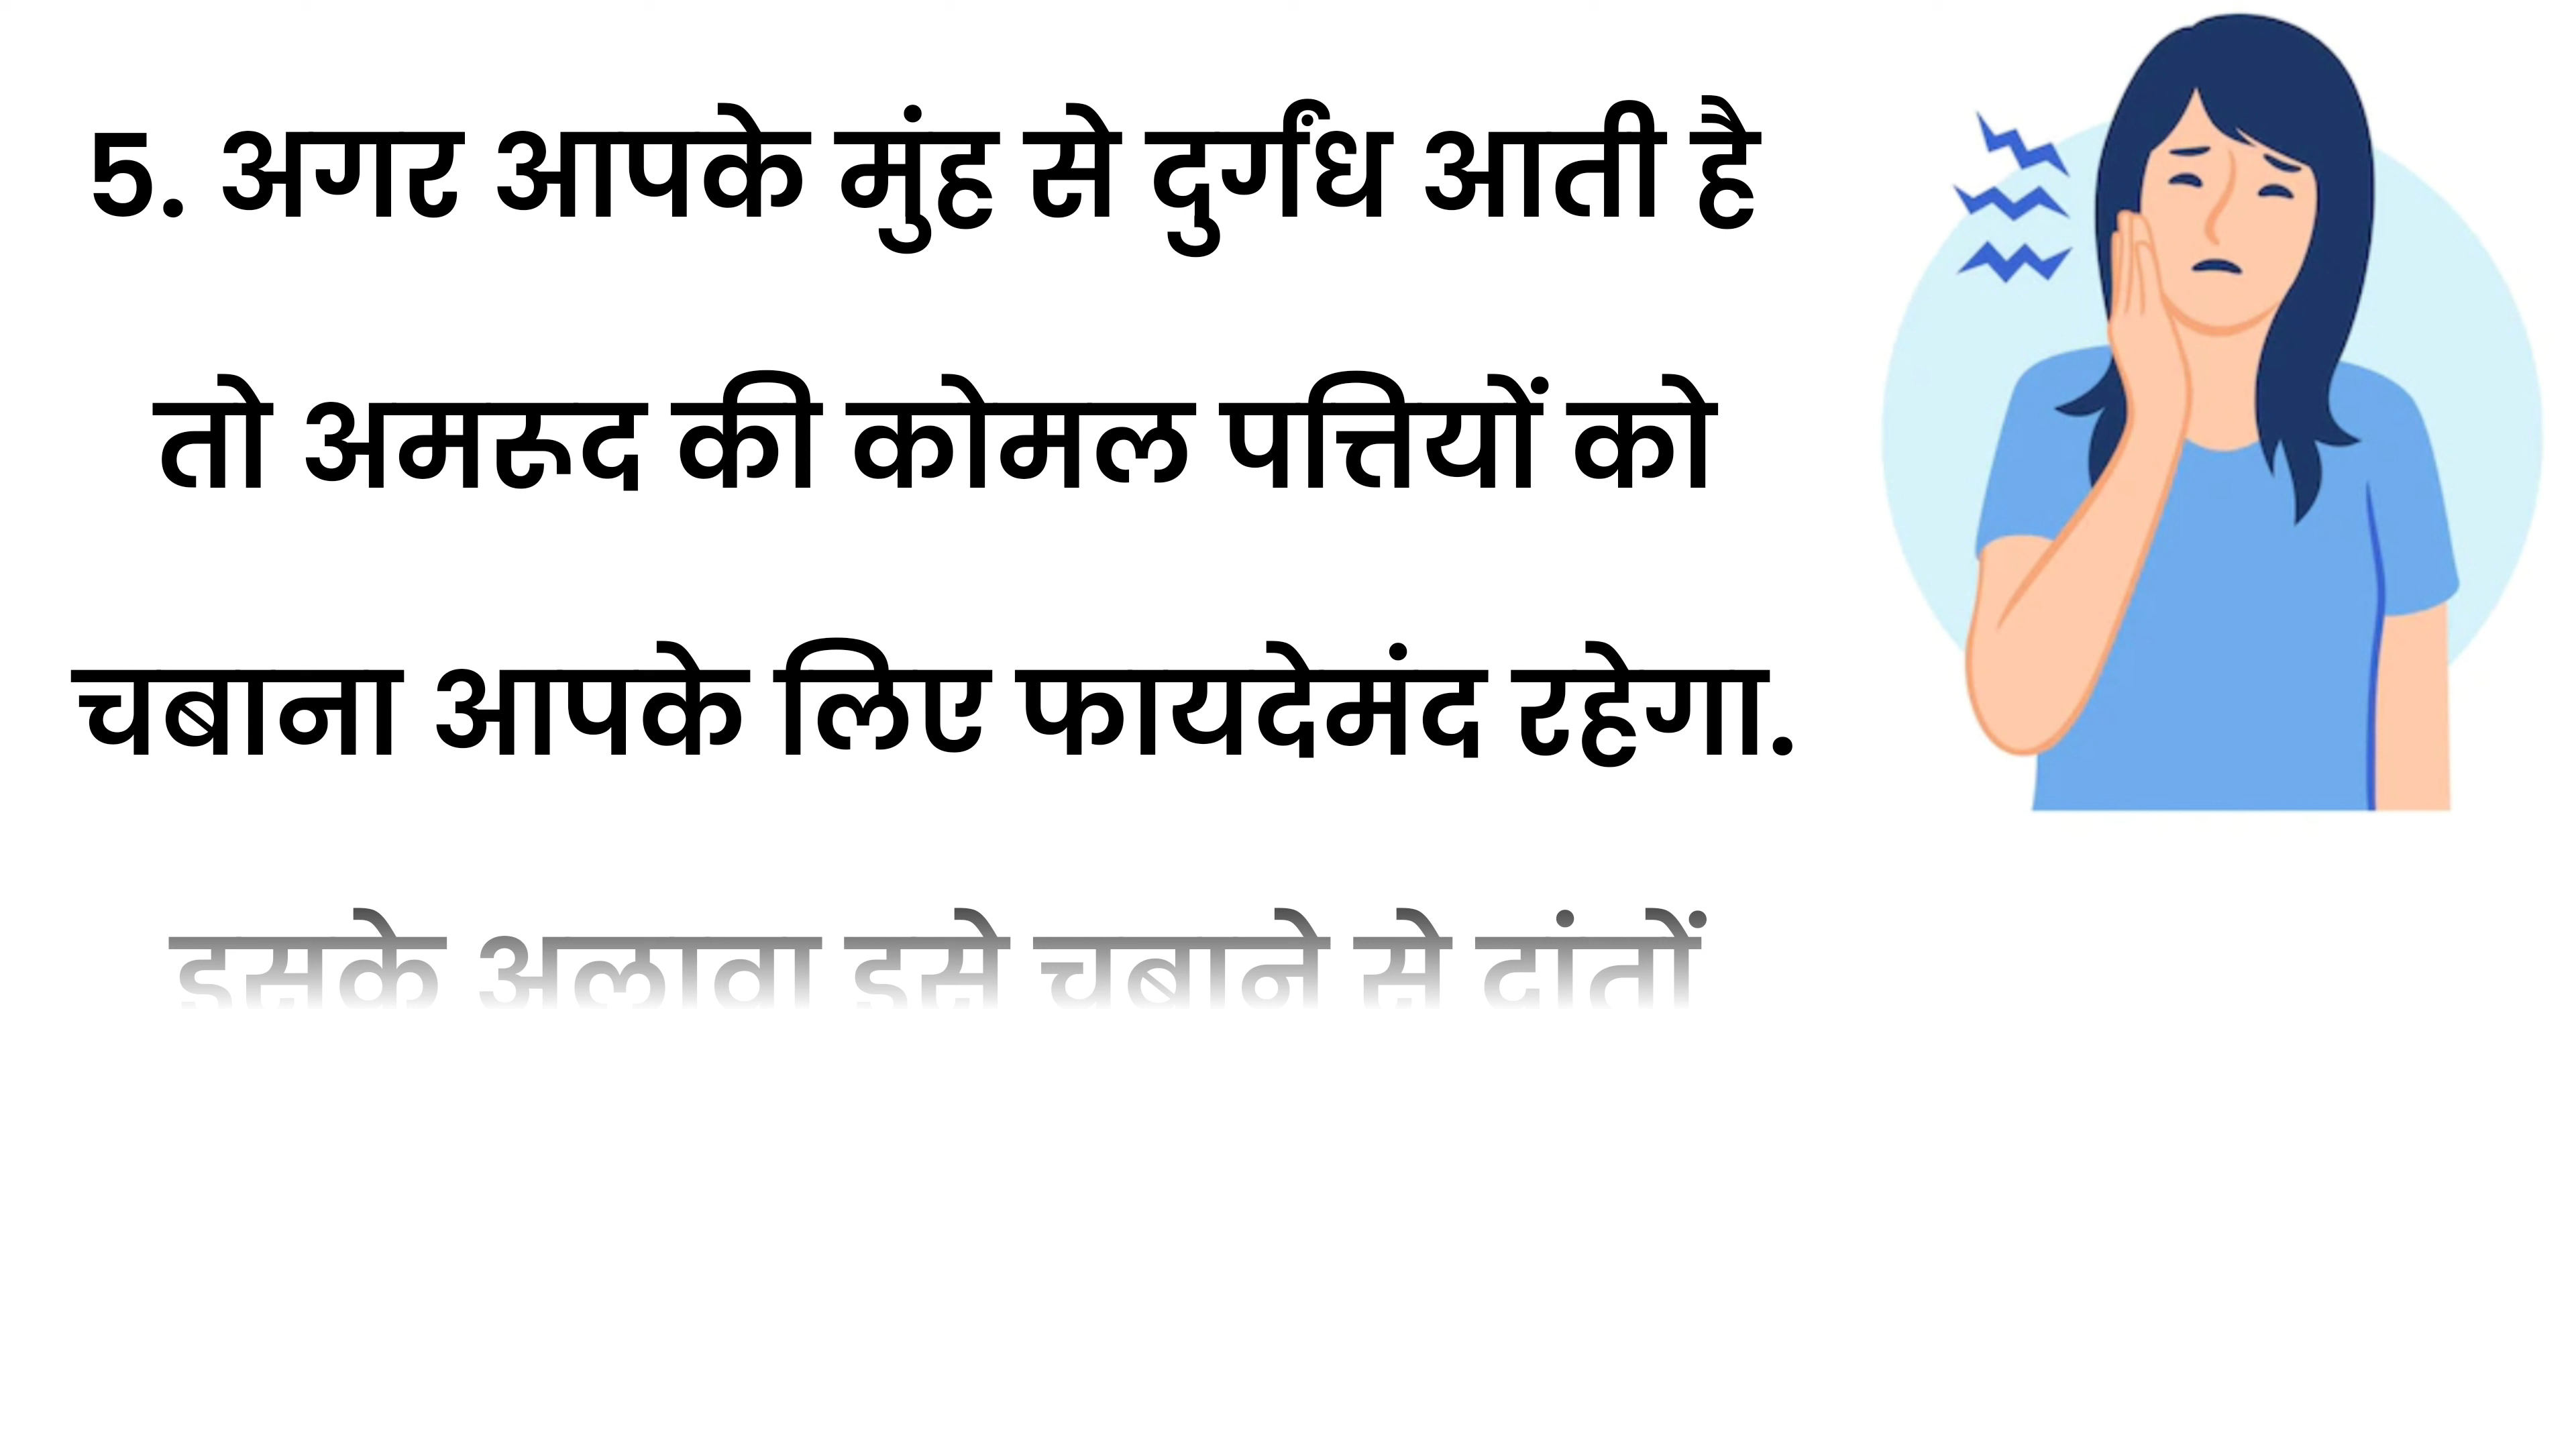 5. अगर आपके मुंह से दुर्गंध आती है
तो अमरूद की कोमल पत्तियों को
चबाना आपके लिए फायदेमंद रहेगा.
इसके अलावा इसे चबाने से दांतों